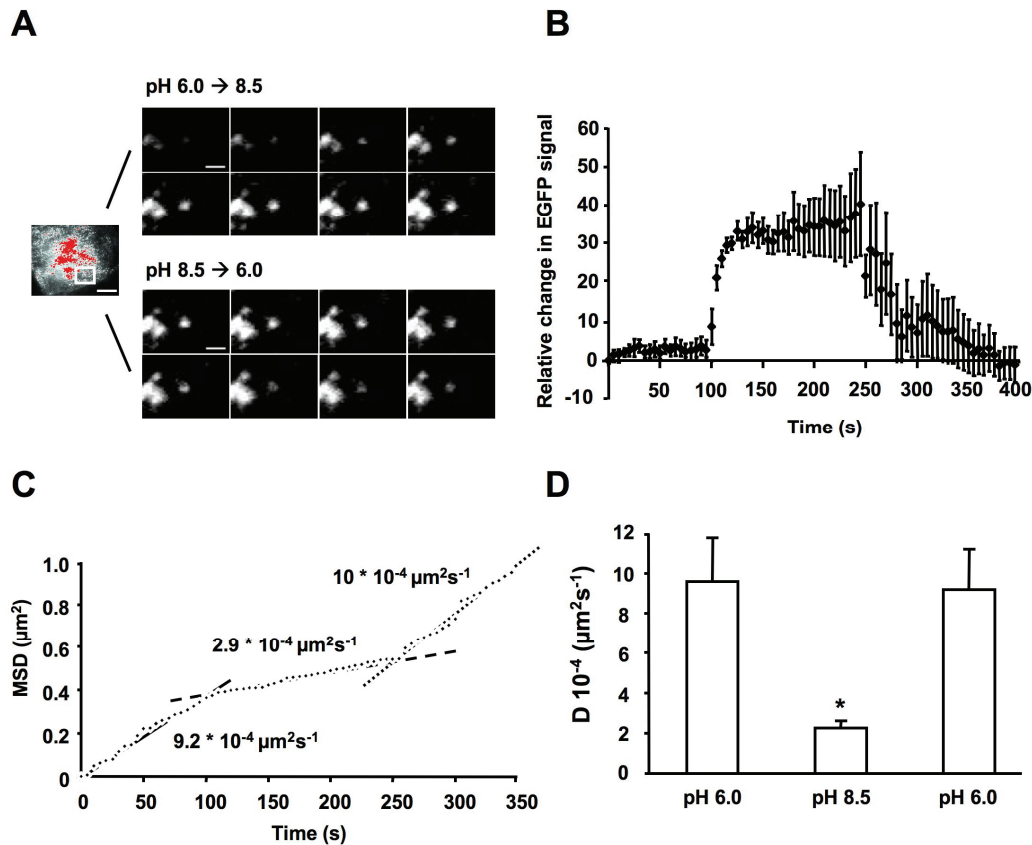 A
pH 6.0 → 8.5
pH 8.5 → 6.0
B
Relative change in EGFP signal
60
50
40
30
20
10
0
-10
50
100
150
200
250
300
350
400
Time (s)
C
MSD (µm²)
1.0
0.8
0.6
0.4
0.2
0
10 * 10⁻⁴ µm²s⁻¹
2.9 * 10⁻⁴ µm²s⁻¹
9.2 * 10⁻⁴ µm²s⁻¹
0
50
100
150
200
250
300
350
Time (s)
D
D 10⁻⁴ (µm²s⁻¹)
12
10
8
6
4
2
0
*
pH 6.0
pH 8.5
pH 6.0